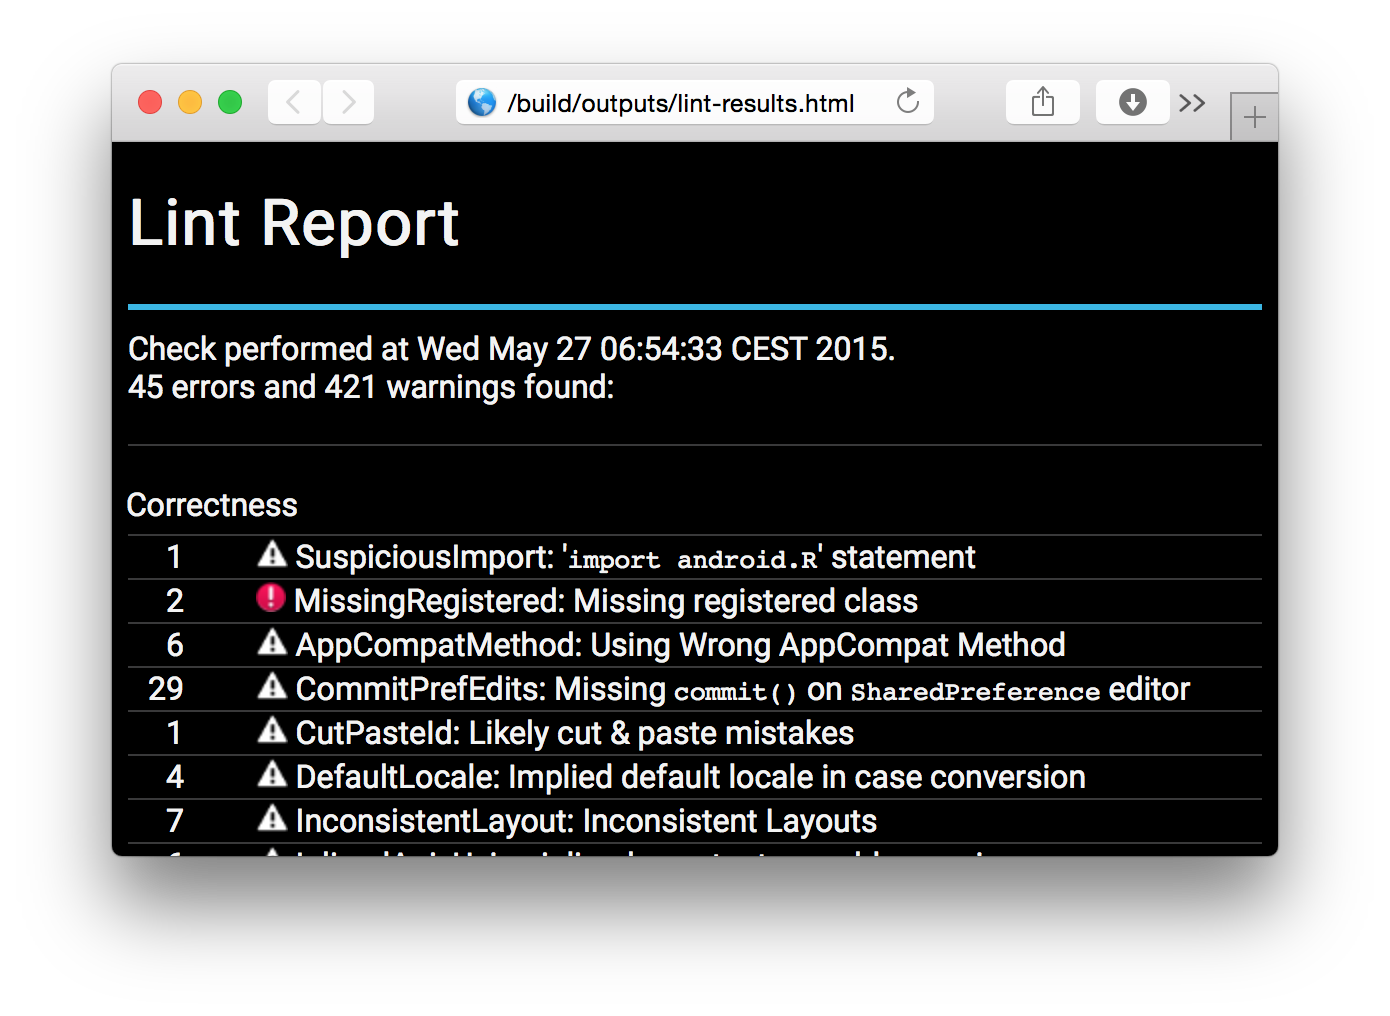 /build/outputs/lint-results.html
Lint Report
Check performed at Wed May 27 06:54:33 CEST 2015.
45 errors and 421 warnings found:
Correctness
1 SuspiciousImport: 'import android.R' statement
2 MissingRegistered: Missing registered class
6 AppCompatMethod: Using Wrong AppCompat Method
29 CommitPrefEdits: Missing commit() on SharedPreference editor
1 CutPasteId: Likely cut & paste mistakes
4 DefaultLocale: Implied default locale in case conversion
7 InconsistentLayout: Inconsistent Layouts